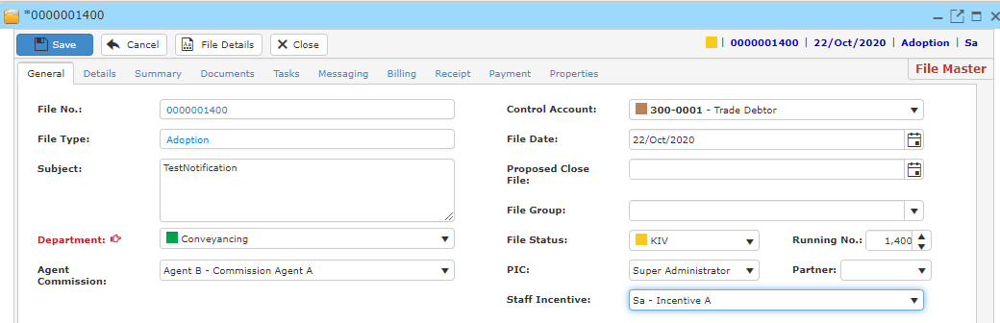 *0000001400
Save Cancel File Details Close | 0000001400 | 22/Oct/2020 | Adoption | Sa
General Details Summary Documents Tasks Messaging Billing Receipt Payment Properties File Master
File No.: 0000001400 Control Account: 300-0001 - Trade Debtor
File Type: Adoption File Date: 22/Oct/2020
Subject: TestNotification Proposed Close
File:
File Group:
Department: Conveyancing File Status: KIV Running No.: 1,400
Agent Agent B - Commission Agent A PIC: Super Administrator Partner:
Commission:
Staff Incentive: Sa - Incentive A